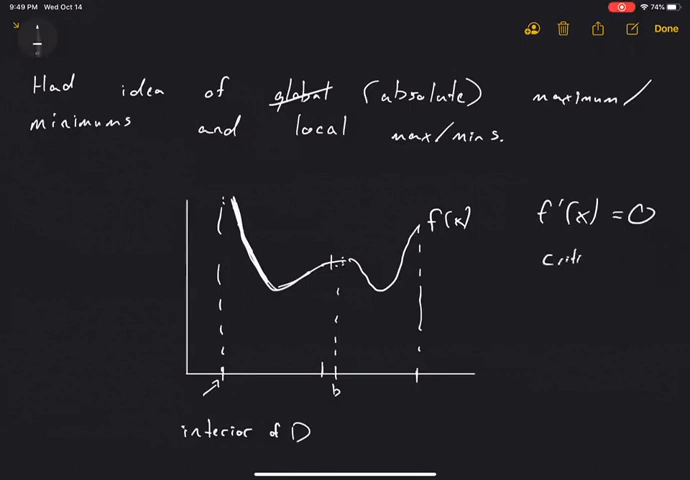 9:49 PM Wed Oct 14
74%
Done
Had idea of global (absolute) maximum/
minimums and local max/mins.
f(x)
f'(x) = 0
criti
b
interior of D